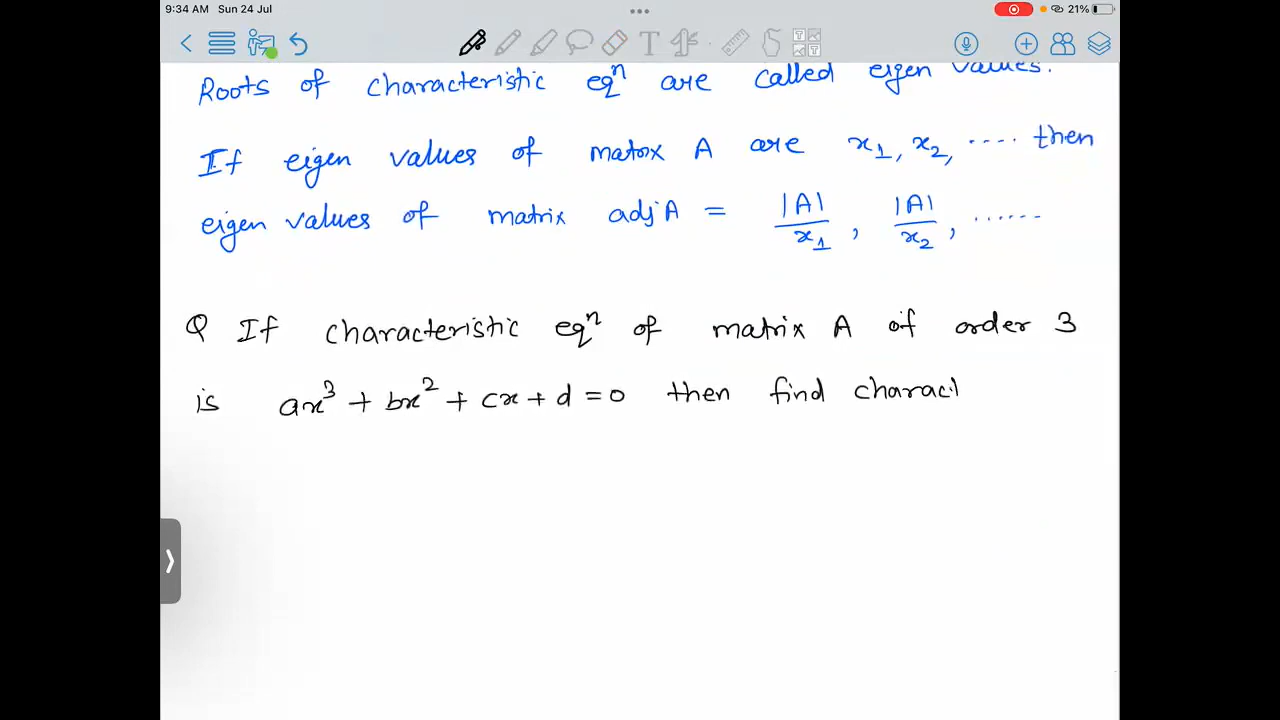 9:34 AM Sun 24 Jul
21%
Roots of characteristic eqⁿ are called eigen values.
If eigen values of matrix A are x₁, x₂, .... then
eigen values of matrix adjA = |A|/x₁, |A|/x₂, ......
Q If characteristic eqⁿ of matrix A of order 3
is ax³ + bx² + cx + d = 0 then find charact